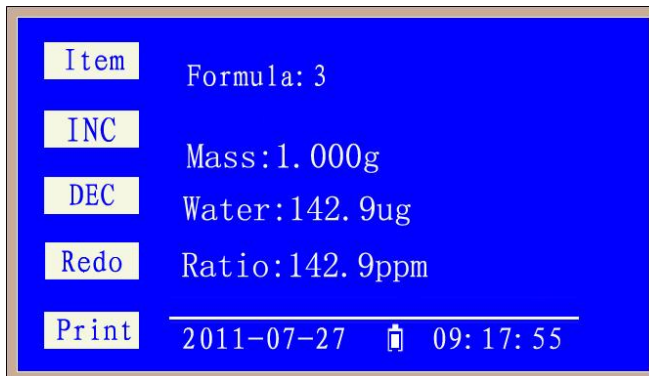 Item
Formula:3
INC
Mass:1.000g
DEC
Water:142.9ug
Redo
Ratio:142.9ppm
Print
2011-07-27 09:17:55